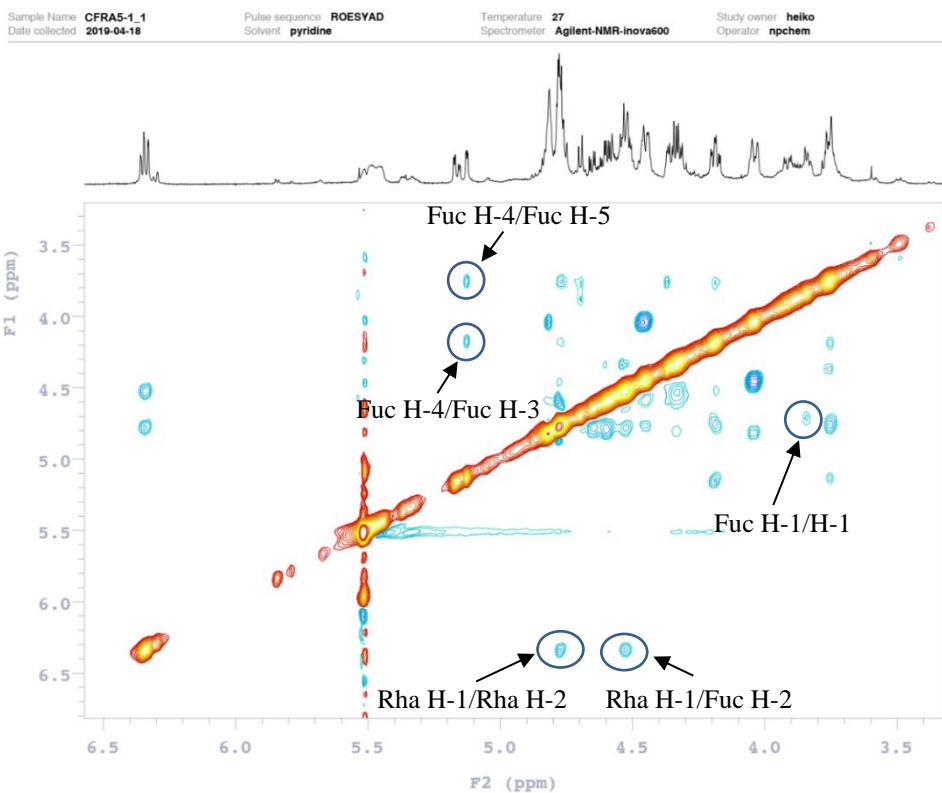 Sample Name CFRA5-1_1 Pulse sequence ROESYAD Temperature 27 Study owner heiko
Date collected 2019-04-18 Solvent pyridine Spectrometer Agilent-NMR-inova600 Operator npchem
Fuc H-4/Fuc H-5
3.5
F1 (ppm)
4.0
4.5
Fuc H-4/Fuc H-3
5.0
Fuc H-1/H-1
5.5
6.0
6.5
Rha H-1/Rha H-2 Rha H-1/Fuc H-2
6.5 6.0 5.5 5.0 4.5 4.0 3.5
F2 (ppm)